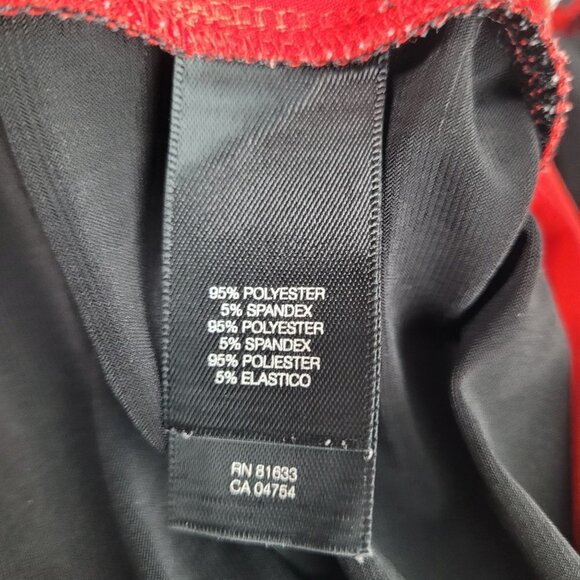 95% POLYESTER
5% SPANDEX
95% POLYESTER
5% SPANDEX
95% POLIESTER
5% ELASTICO
RN 81633
CA 04754